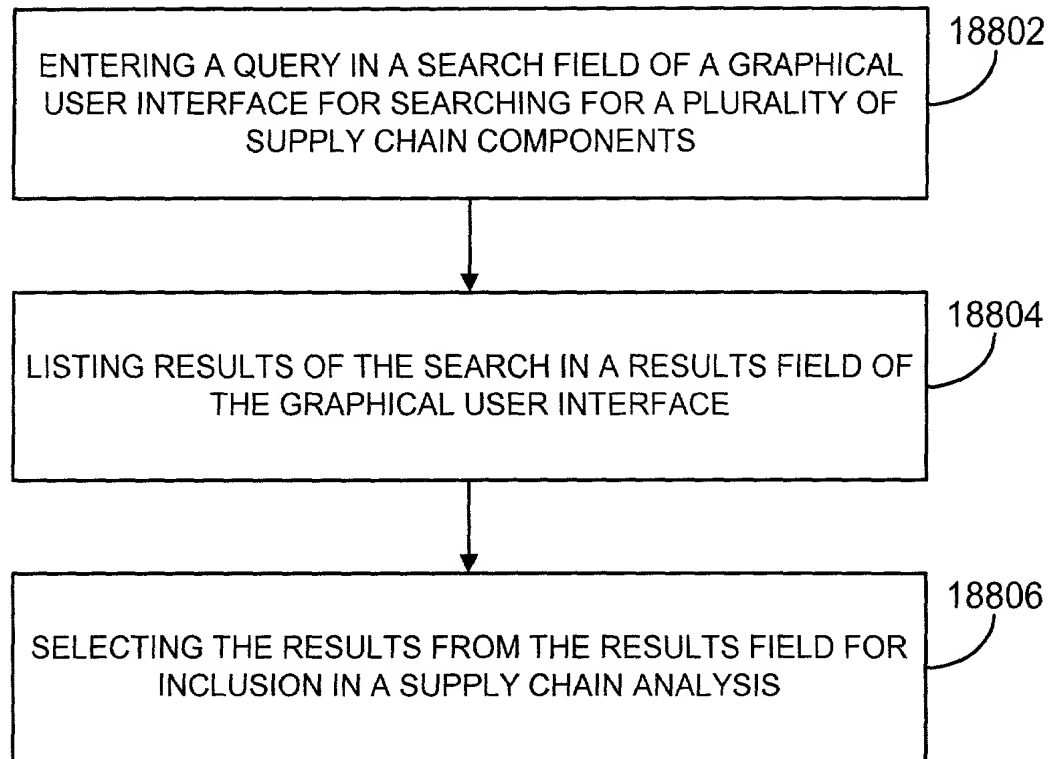 18802
ENTERING A QUERY IN A SEARCH FIELD OF A GRAPHICAL
USER INTERFACE FOR SEARCHING FOR A PLURALITY OF
SUPPLY CHAIN COMPONENTS
18804
LISTING RESULTS OF THE SEARCH IN A RESULTS FIELD OF
THE GRAPHICAL USER INTERFACE
18806
SELECTING THE RESULTS FROM THE RESULTS FIELD FOR
INCLUSION IN A SUPPLY CHAIN ANALYSIS